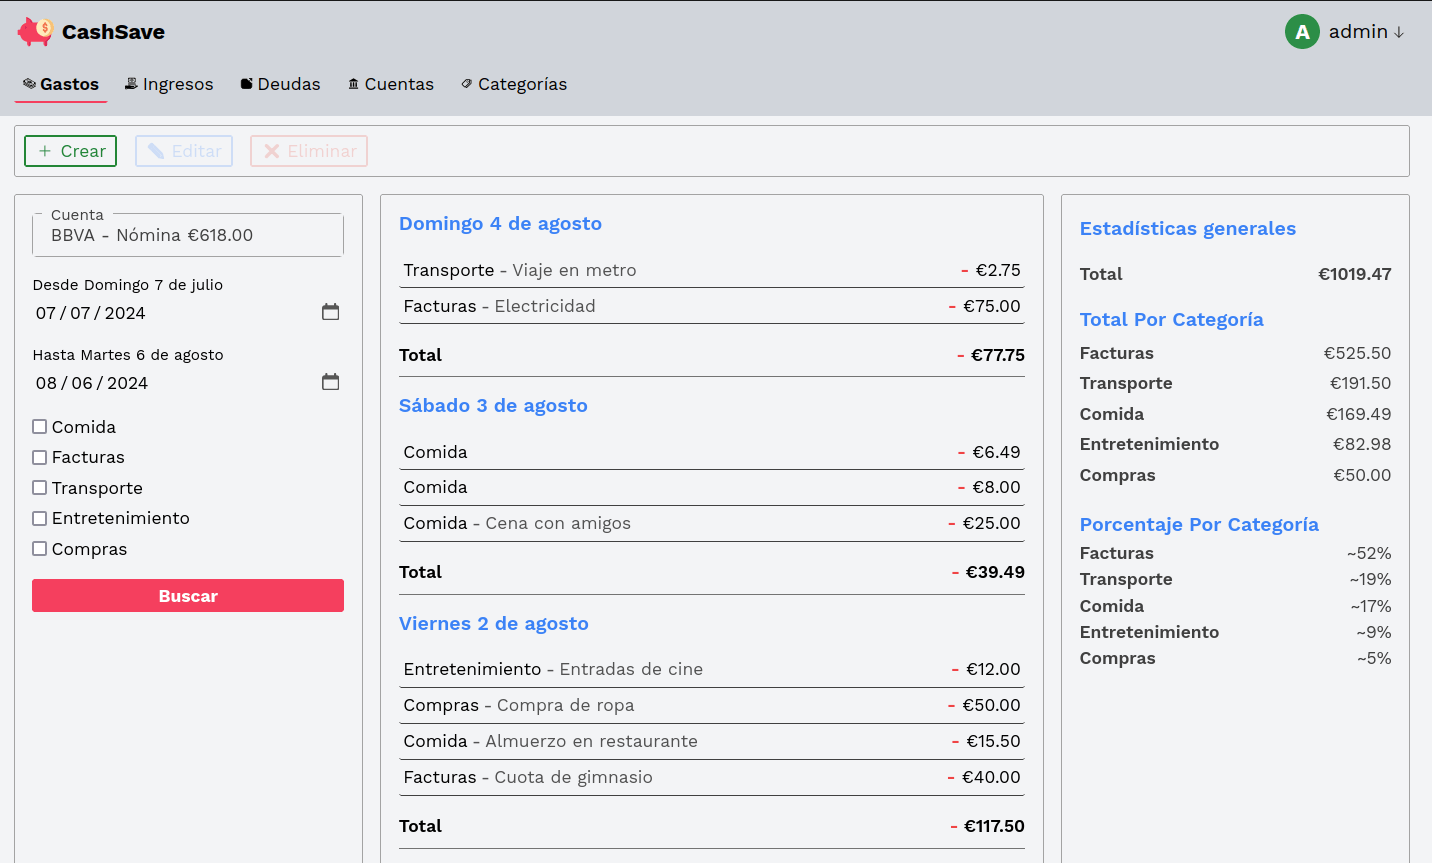 CashSave
A admin ↓
Gastos Ingresos Deudas Cuentas Categorías
+ Crear Editar Eliminar
Cuenta
BBVA - Nómina €618.00
Desde Domingo 7 de julio
07/07/2024
Hasta Martes 6 de agosto
08/06/2024
Comida
Facturas
Transporte
Entretenimiento
Compras
Buscar
Domingo 4 de agosto
Transporte - Viaje en metro - €2.75
Facturas - Electricidad - €75.00
Total - €77.75
Sábado 3 de agosto
Comida - €6.49
Comida - €8.00
Comida - Cena con amigos - €25.00
Total - €39.49
Viernes 2 de agosto
Entretenimiento - Entradas de cine - €12.00
Compras - Compra de ropa - €50.00
Comida - Almuerzo en restaurante - €15.50
Facturas - Cuota de gimnasio - €40.00
Total - €117.50
Estadísticas generales
Total €1019.47
Total Por Categoría
Facturas €525.50
Transporte €191.50
Comida €169.49
Entretenimiento €82.98
Compras €50.00
Porcentaje Por Categoría
Facturas ~52%
Transporte ~19%
Comida ~17%
Entretenimiento ~9%
Compras ~5%